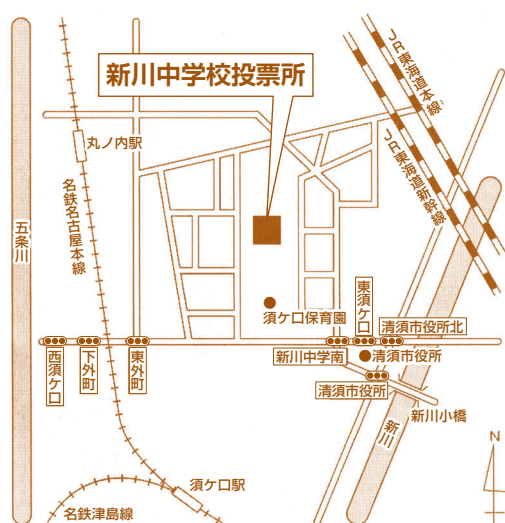 新川中学校投票所
JR東海道本線
JR東海道新幹線
丸ノ内駅
名鉄名古屋本線
五条川
須ケ口保育園
東須ケ口
清須市役所北
西須ケ口
下外町
東外町
新川中学南
清須市役所
清須市役所
新川小橋
新川
N
須ケ口駅
名鉄津島線